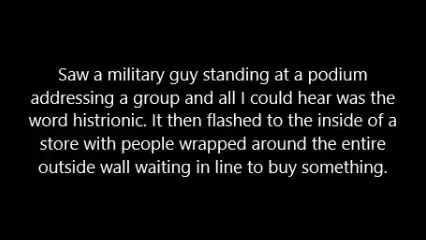 Saw a military guy standing at a podium
addressing a group and all I could hear was the
word histrionic. It then flashed to the inside of a
store with people wrapped around the entire
outside wall waiting in line to buy something.